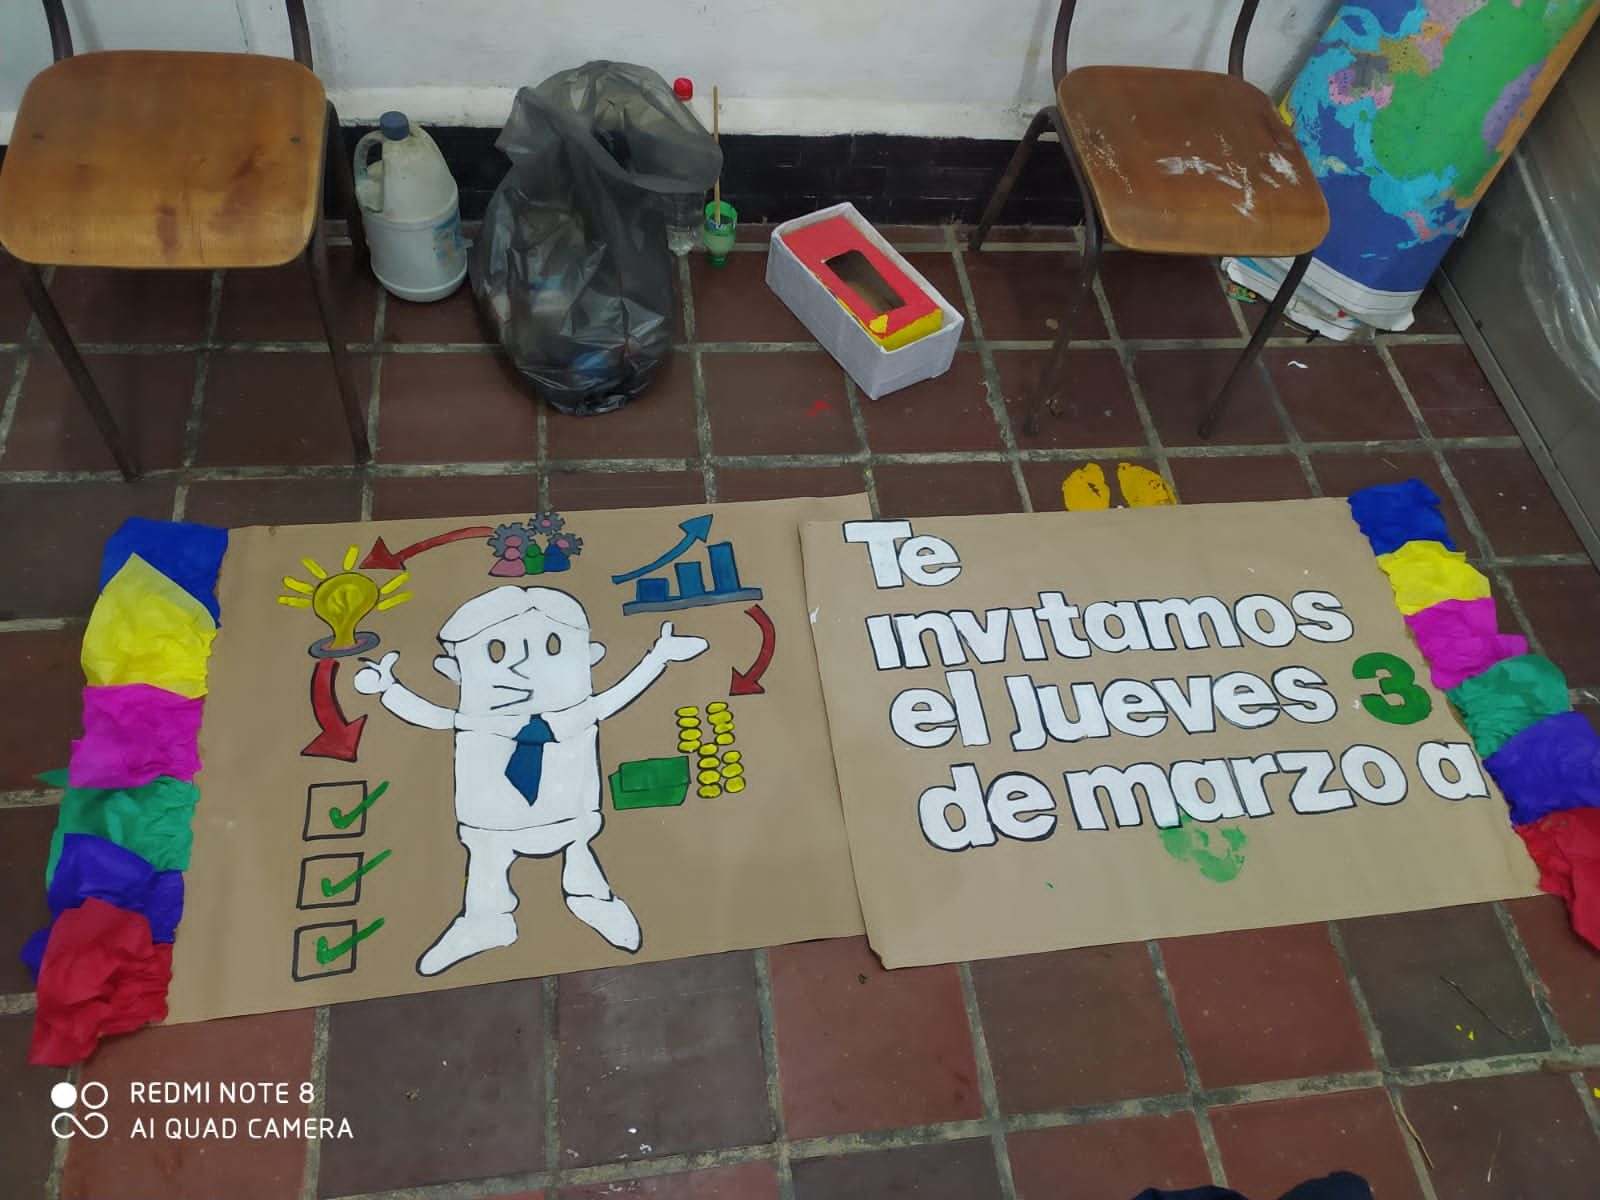 Te
invitamos
el jueves 3
de marzo a
REDMI NOTE 8
AI QUAD CAMERA